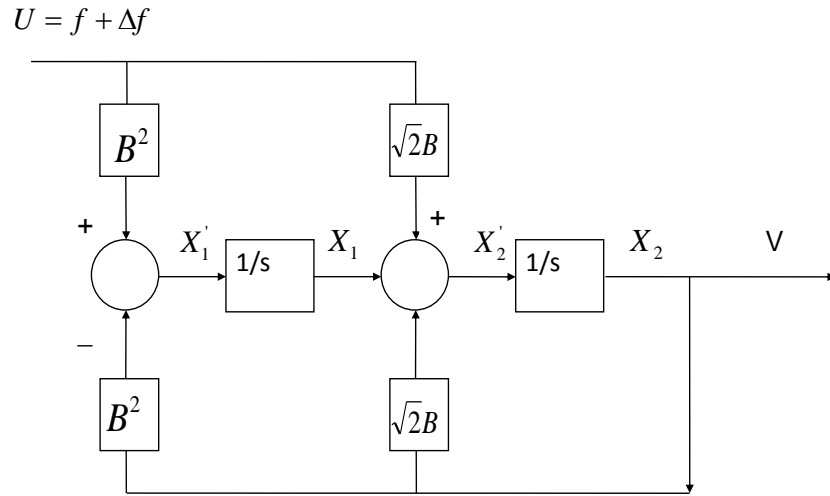 U = f + Δf
B²
√2B
+
+
X₁'
1/s
X₁
X₂'
1/s
X₂
V
−
B²
√2B